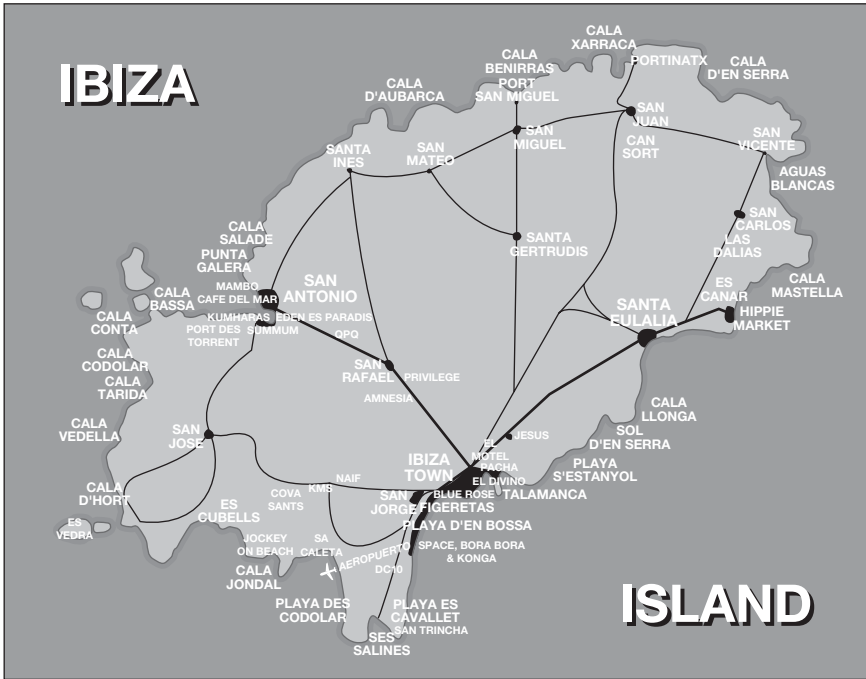 IBIZA
CALA
XARRACA
PORTINATX
CALA
D'EN SERRA
CALA
BENIRRAS
PORT
SAN MIGUEL
CALA
D'AUBARCA
SAN
JUAN
SAN
MIGUEL
CAN
SORT
SAN
VICENTE
SANTA
INES
SAN
MATEO
AGUAS
BLANCAS
SAN
CARLOS
LAS
DALIAS
CALA
SALADE
PUNTA
GALERA
SANTA
GERTRUDIS
MAMBO
CAFE DEL MAR
SAN
ANTONIO
CALA
BASSA
CALA
CONTA
ES
CANAR
CALA
MASTELLA
HIPPIE
MARKET
SANTA
EULALIA
KUMHARAS
EDEN ES PARADIS
PORT DES
TORRENT
SUMMUM
QPQ
CALA
CODOLAR
CALA
TARIDA
SAN
RAFAEL
PRIVILEGE
AMNESIA
CALA
LLONGA
CALA
VEDELLA
SAN
JOSE
SOL
D'EN SERRA
JESUS
EL
MOTEL
PACHA
IBIZA
TOWN
PLAYA
S'ESTANYOL
EL DIVINO
TALAMANCA
CALA
D'HORT
NAIF
KMS
COVA
SANTS
SAN
JORGE
BLUE ROSE
FIGERETAS
ES
CUBELLS
ES
VEDRA
PLAYA D'EN BOSSA
JOCKEY
ON BEACH
SA
CALETA
SPACE, BORA BORA
& KONGA
AEROPUERTO
DC10
CALA
JONDAL
PLAYA DES
CODOLAR
PLAYA ES
CAVALLET
SAN TRINCHA
SES
SALINES
ISLAND